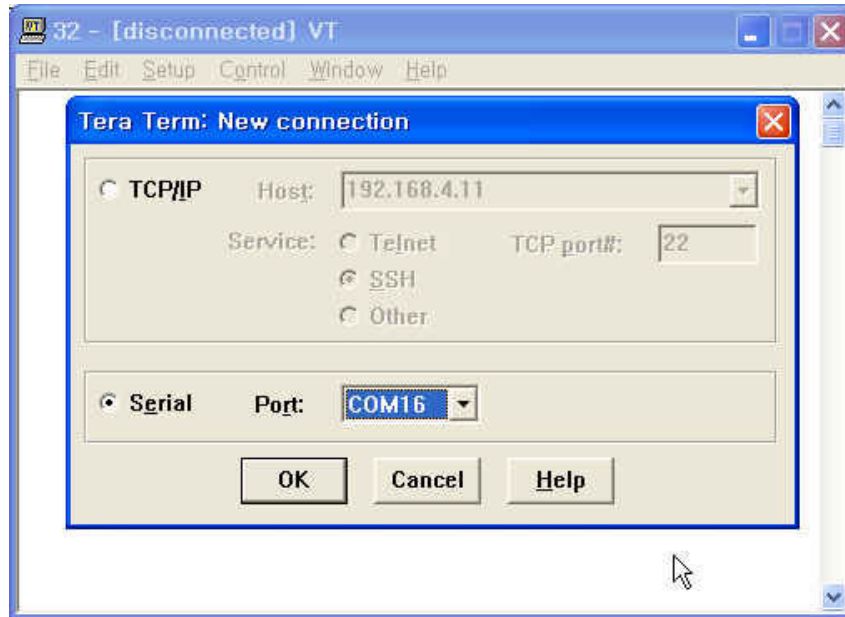 32 - [disconnected] VT
File Edit Setup Control Window Help
Tera Term: New connection
TCP/IP Host: 192.168.4.11
Service: Telnet TCP port#: 22
SSH
Other
Serial Port: COM16
OK Cancel Help